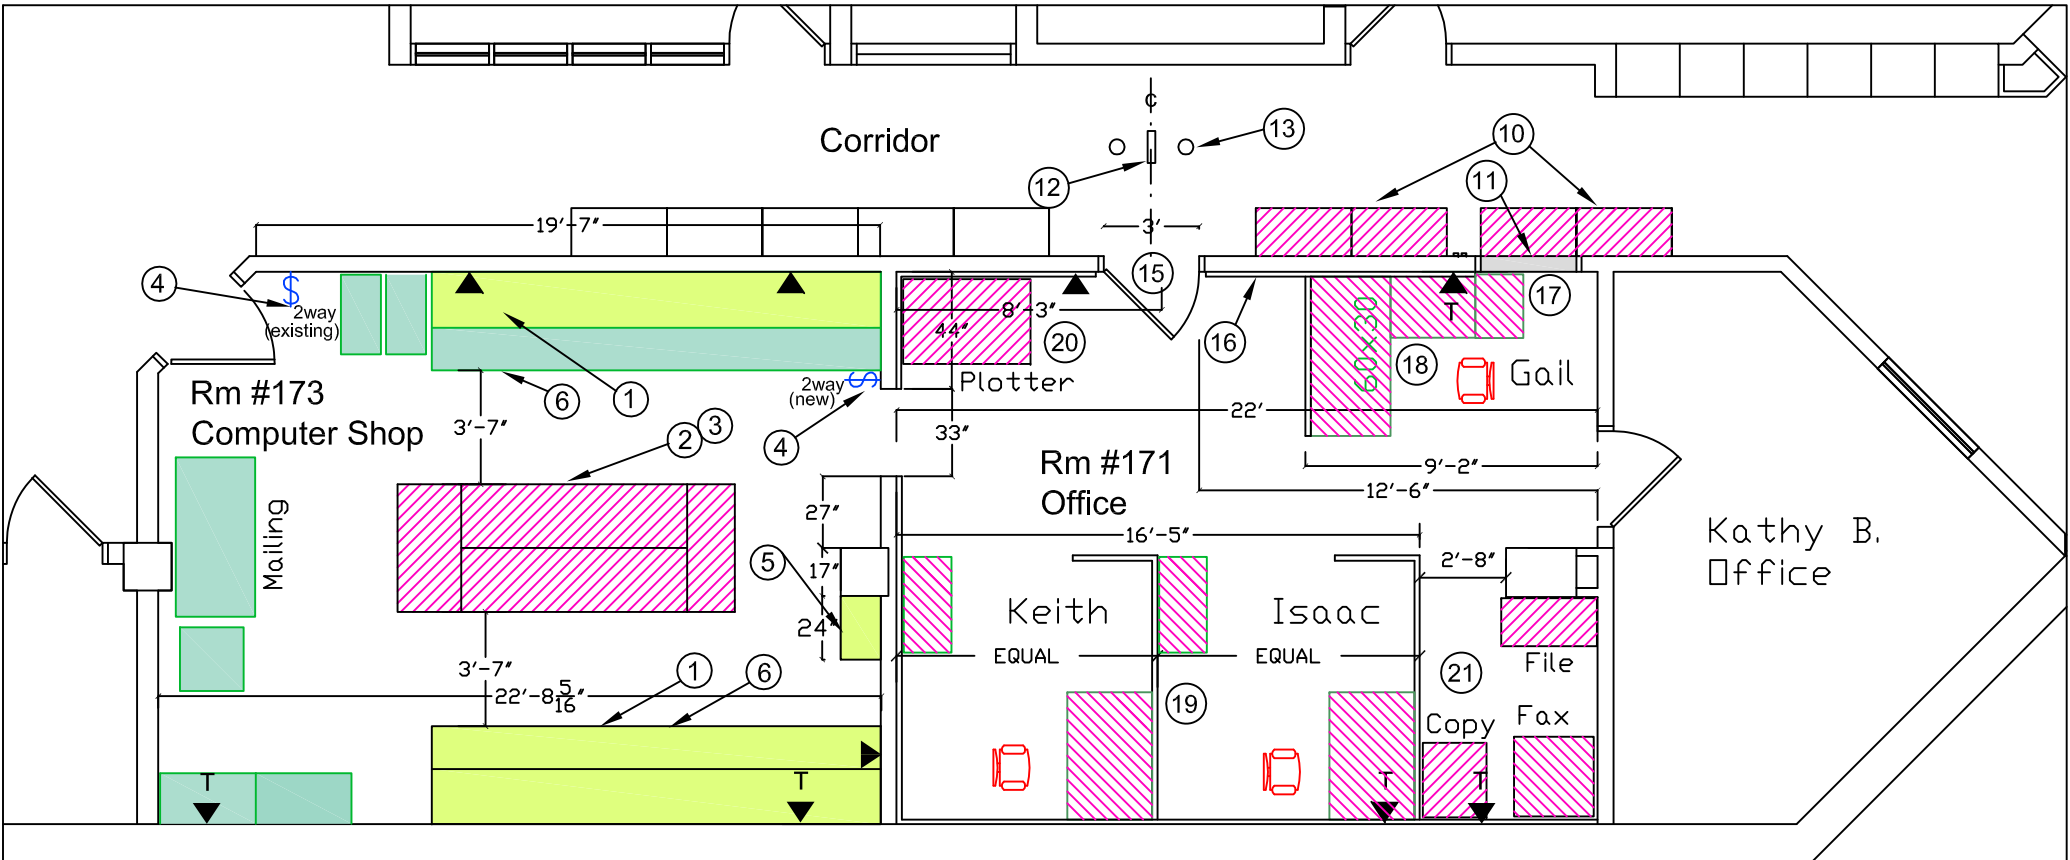 C
Corridor
13
10
12
11
19'-7"
3'
4
15
$
2way
(existing)
8'-3"
44"
20
16
17
T
60x30
18
Gail
Plotter
2way
(new)
$
Rm #173
Computer Shop
6
1
3'-7"
2
3
4
33"
22'
9'-2"
12'-6"
Rm #171
Office
Mailing
27"
16'-5"
17"
5
2'-8"
Kathy B.
Office
Keith
Isaac
24"
EQUAL
EQUAL
File
3'-7"
1
6
22'-8 5/16"
19
21
Copy
Fax
T
T
T
T